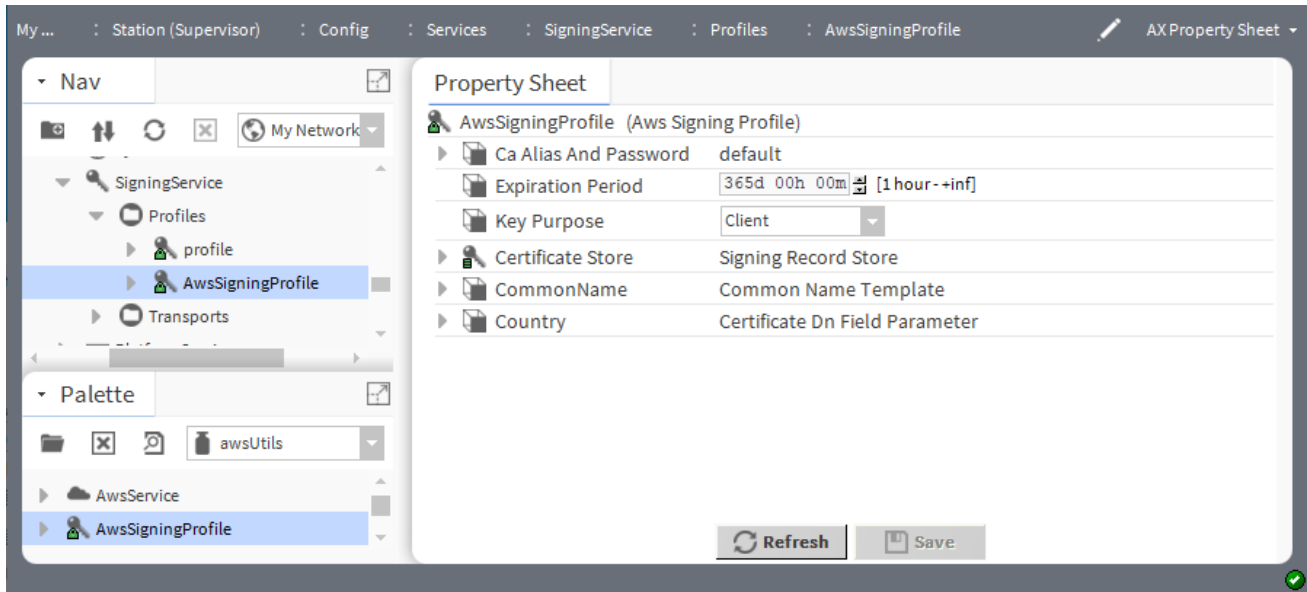 My ... : Station (Supervisor) : Config : Services : SigningService : Profiles : AwsSigningProfile AX Property Sheet
Nav
My Network
SigningService
Profiles
profile
AwsSigningProfile
Transports
Palette
awsUtils
AwsService
AwsSigningProfile
Property Sheet
AwsSigningProfile (Aws Signing Profile)
Ca Alias And Password default
Expiration Period 365d 00h 00m [1 hour - +inf]
Key Purpose Client
Certificate Store Signing Record Store
CommonName Common Name Template
Country Certificate Dn Field Parameter
Refresh Save